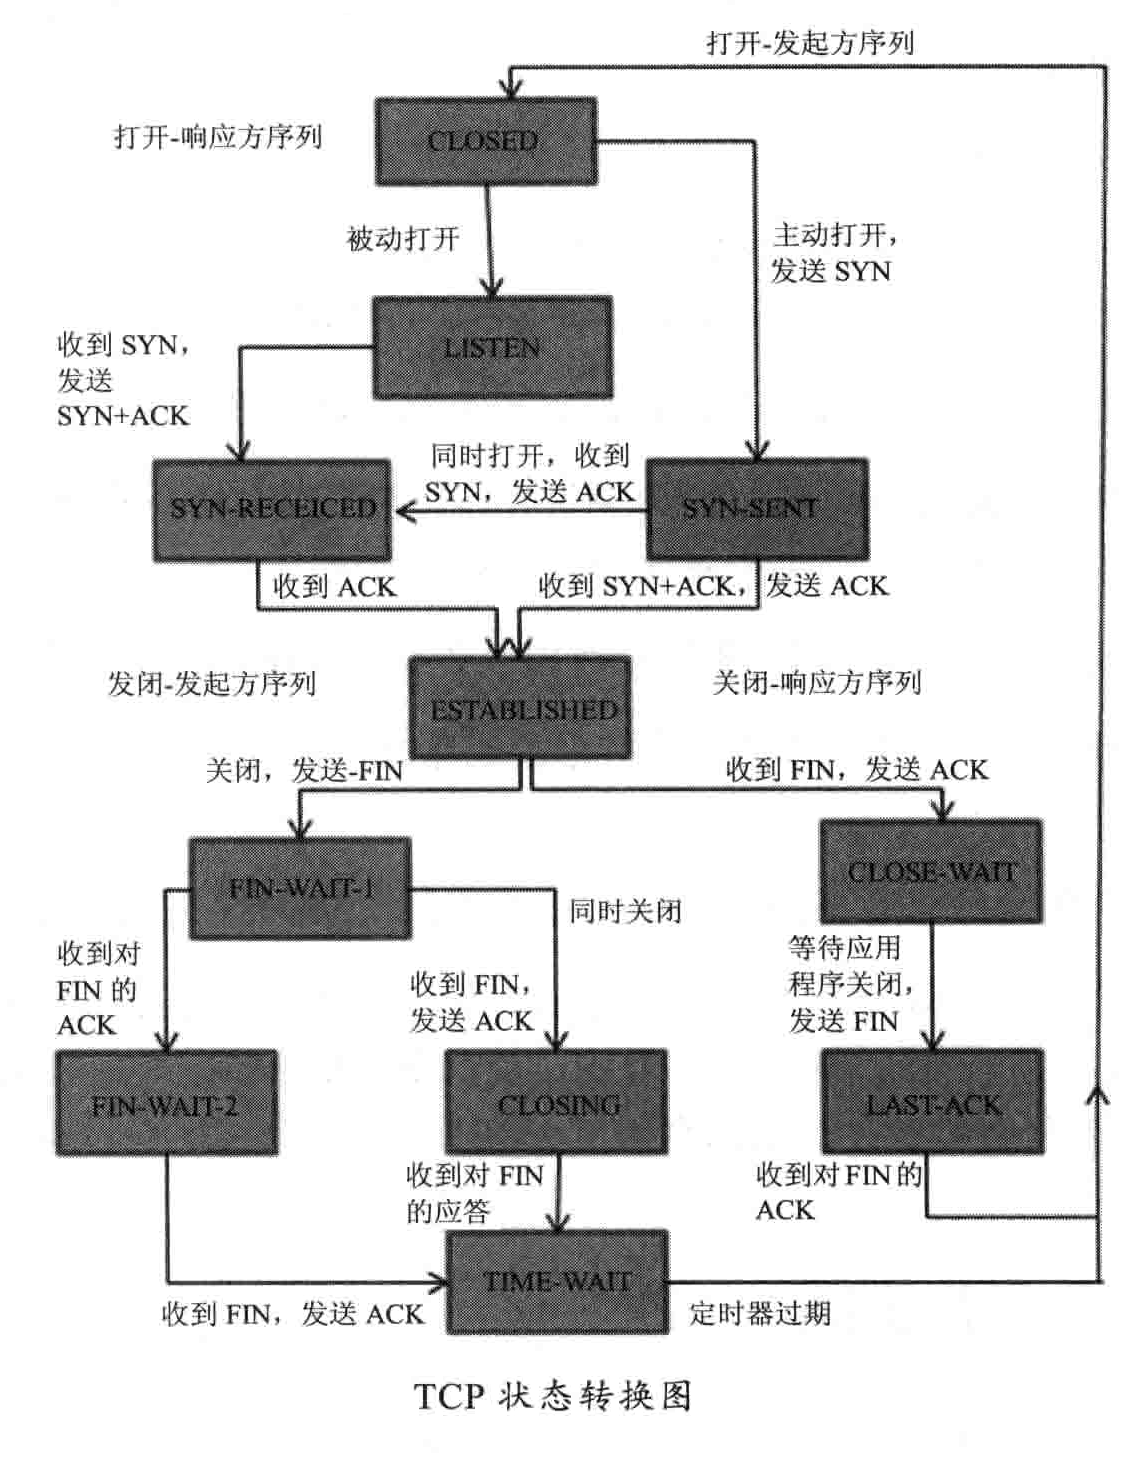 打开-发起方序列
打开-响应方序列
CLOSED
被动打开
主动打开，
发送 SYN
收到 SYN，
发送
SYN+ACK
LISTEN
同时打开，收到
SYN，发送 ACK
SYN-RECEICED
SYN-SENT
收到 ACK
收到 SYN+ACK，发送 ACK
发闭-发起方序列
关闭-响应方序列
ESTABLISHED
关闭，发送-FIN
收到 FIN，发送 ACK
FIN-WAIT-1
CLOSE-WAIT
同时关闭
收到对
FIN 的
ACK
收到 FIN，
发送 ACK
等待应用
程序关闭，
发送 FIN
FIN-WAIT-2
CLOSING
LAST-ACK
收到对 FIN
的应答
收到对 FIN 的
ACK
TIME-WAIT
收到 FIN，发送 ACK
定时器过期
TCP 状态转换图